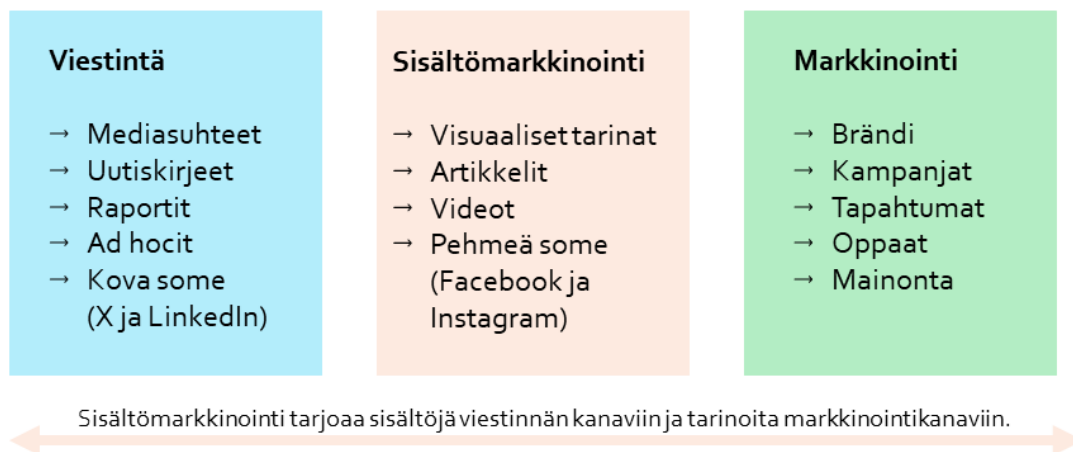 Viestintä
→ Mediasuhteet
→ Uutiskirjeet
→ Raportit
→ Ad hocit
→ Kova some
(X ja LinkedIn)
Sisältömarkkinointi
→ Visuaaliset tarinat
→ Artikkelit
→ Videot
→ Pehmeä some
(Facebook ja
Instagram)
Markkinointi
→ Brändi
→ Kampanjat
→ Tapahtumat
→ Oppaat
→ Mainonta
Sisältömarkkinointi tarjoaa sisältöjä viestinnän kanaviin ja tarinoita markkinointikanaviin.